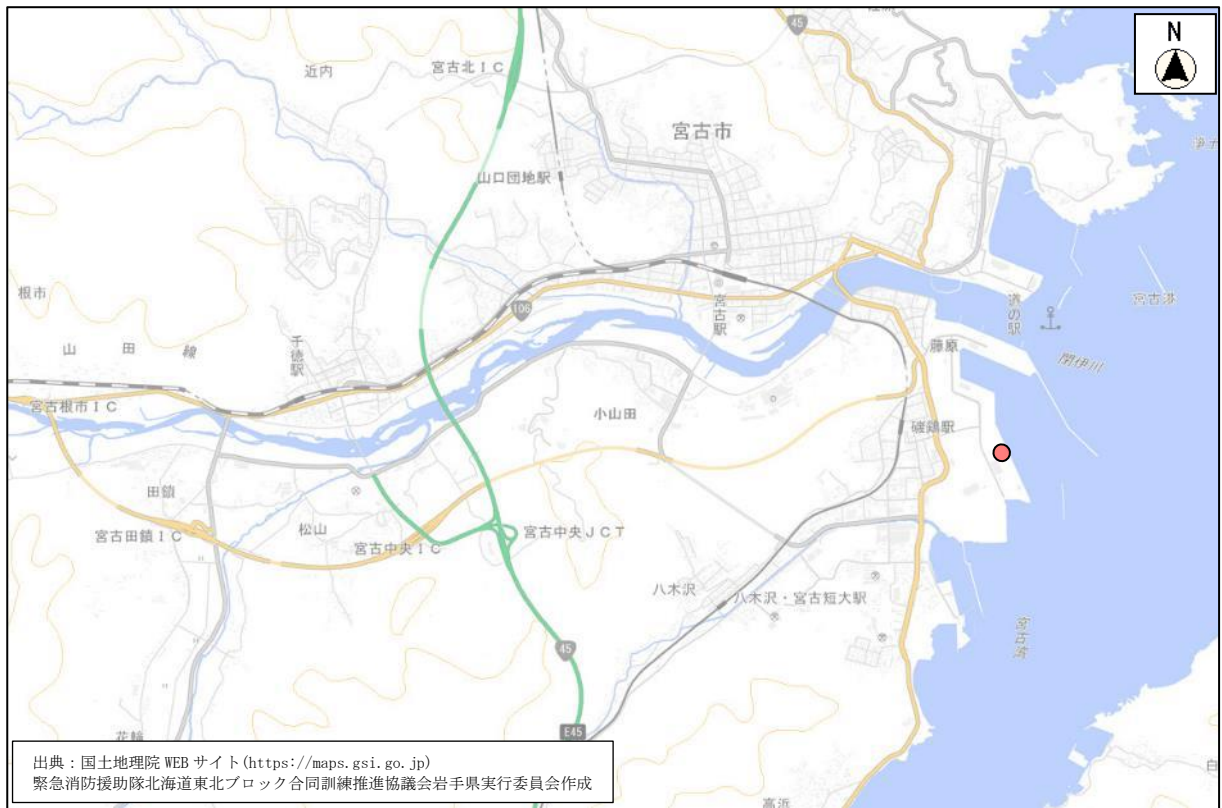 45
N
近内
宮古北IC
宮古市
山口団地駅
根市
106
宮古駅
道の駅
宮古港
山田線
千徳駅
藤原
閉伊川
宮古根市IC
小山田
磯鶏駅
田鎖
松山
宮古田鎖IC
宮古中央IC
宮古中央JCT
八木沢
八木沢・宮古短大駅
宮古湾
45
E45
花輪
高浜
白
出典：国土地理院 WEB サイト(https://maps.gsi.go.jp)
緊急消防援助隊北海道東北ブロック合同訓練推進協議会岩手県実行委員会作成